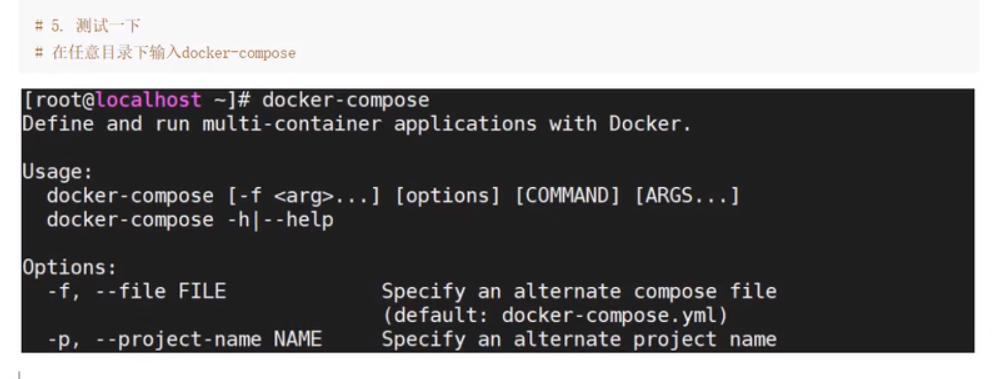 # 5. 测试一下
# 在任意目录下输入docker-compose
[root@localhost ~]# docker-compose
Define and run multi-container applications with Docker.
Usage:
  docker-compose [-f <arg>...] [options] [COMMAND] [ARGS...]
  docker-compose -h|--help
Options:
  -f, --file FILE             Specify an alternate compose file
                              (default: docker-compose.yml)
  -p, --project-name NAME     Specify an alternate project name